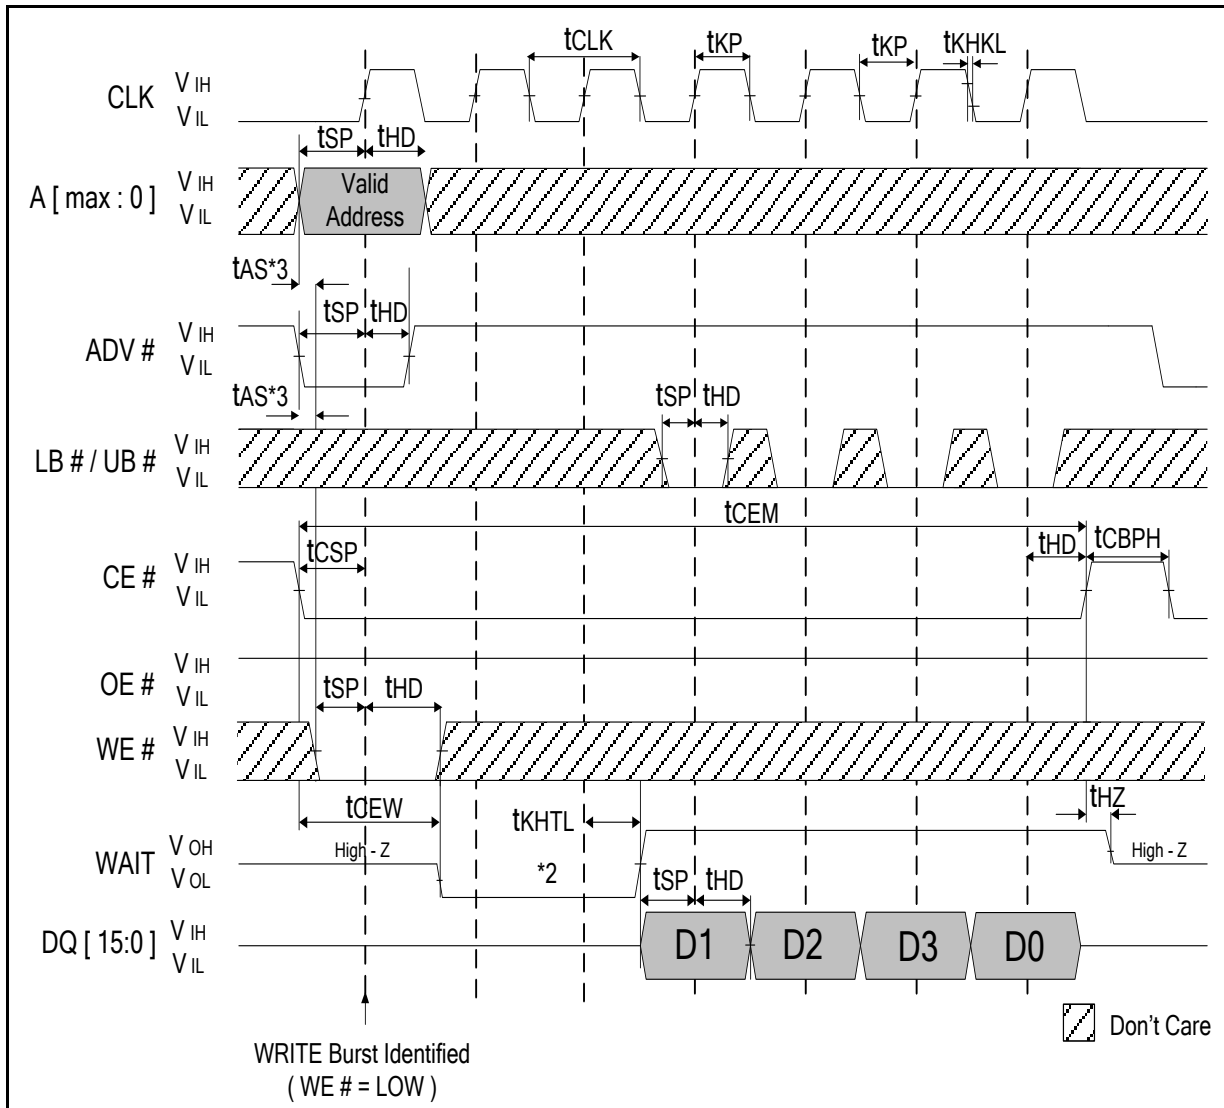 tCLK tKP tKP tKHKL
CLK V IH
V IL
tSP tHD
A [ max : 0 ] V IH
V IL
Valid
Address
tAS*3
tSP tHD
ADV # V IH
V IL
tAS*3
tSP tHD
LB # / UB # V IH
V IL
tCEM
tCSP tHD tCBPH
CE # V IH
V IL
OE # V IH
V IL
tSP tHD
WE # V IH
V IL
tCEW tKHTL tHZ
WAIT V OH
V OL
High - Z *2 High - Z
tSP tHD
DQ [ 15:0 ] V IH
V IL
D1 D2 D3 D0
Don't Care
WRITE Burst Identified
( WE # = LOW )